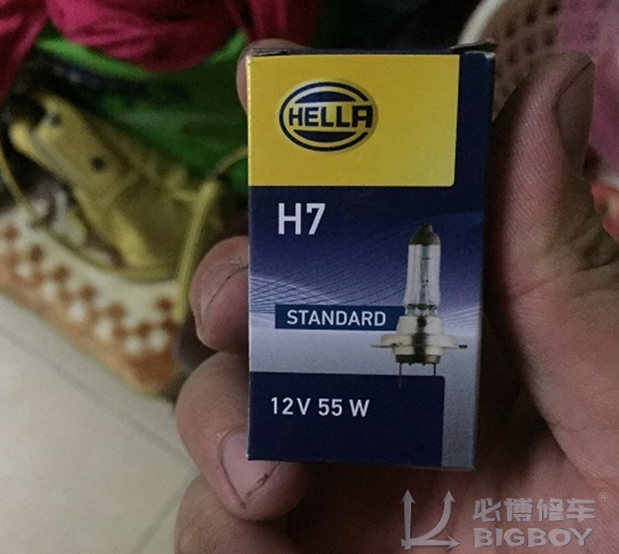 HELLA
H7
STANDARD
12V 55 W
必博修车®
BIGBOY